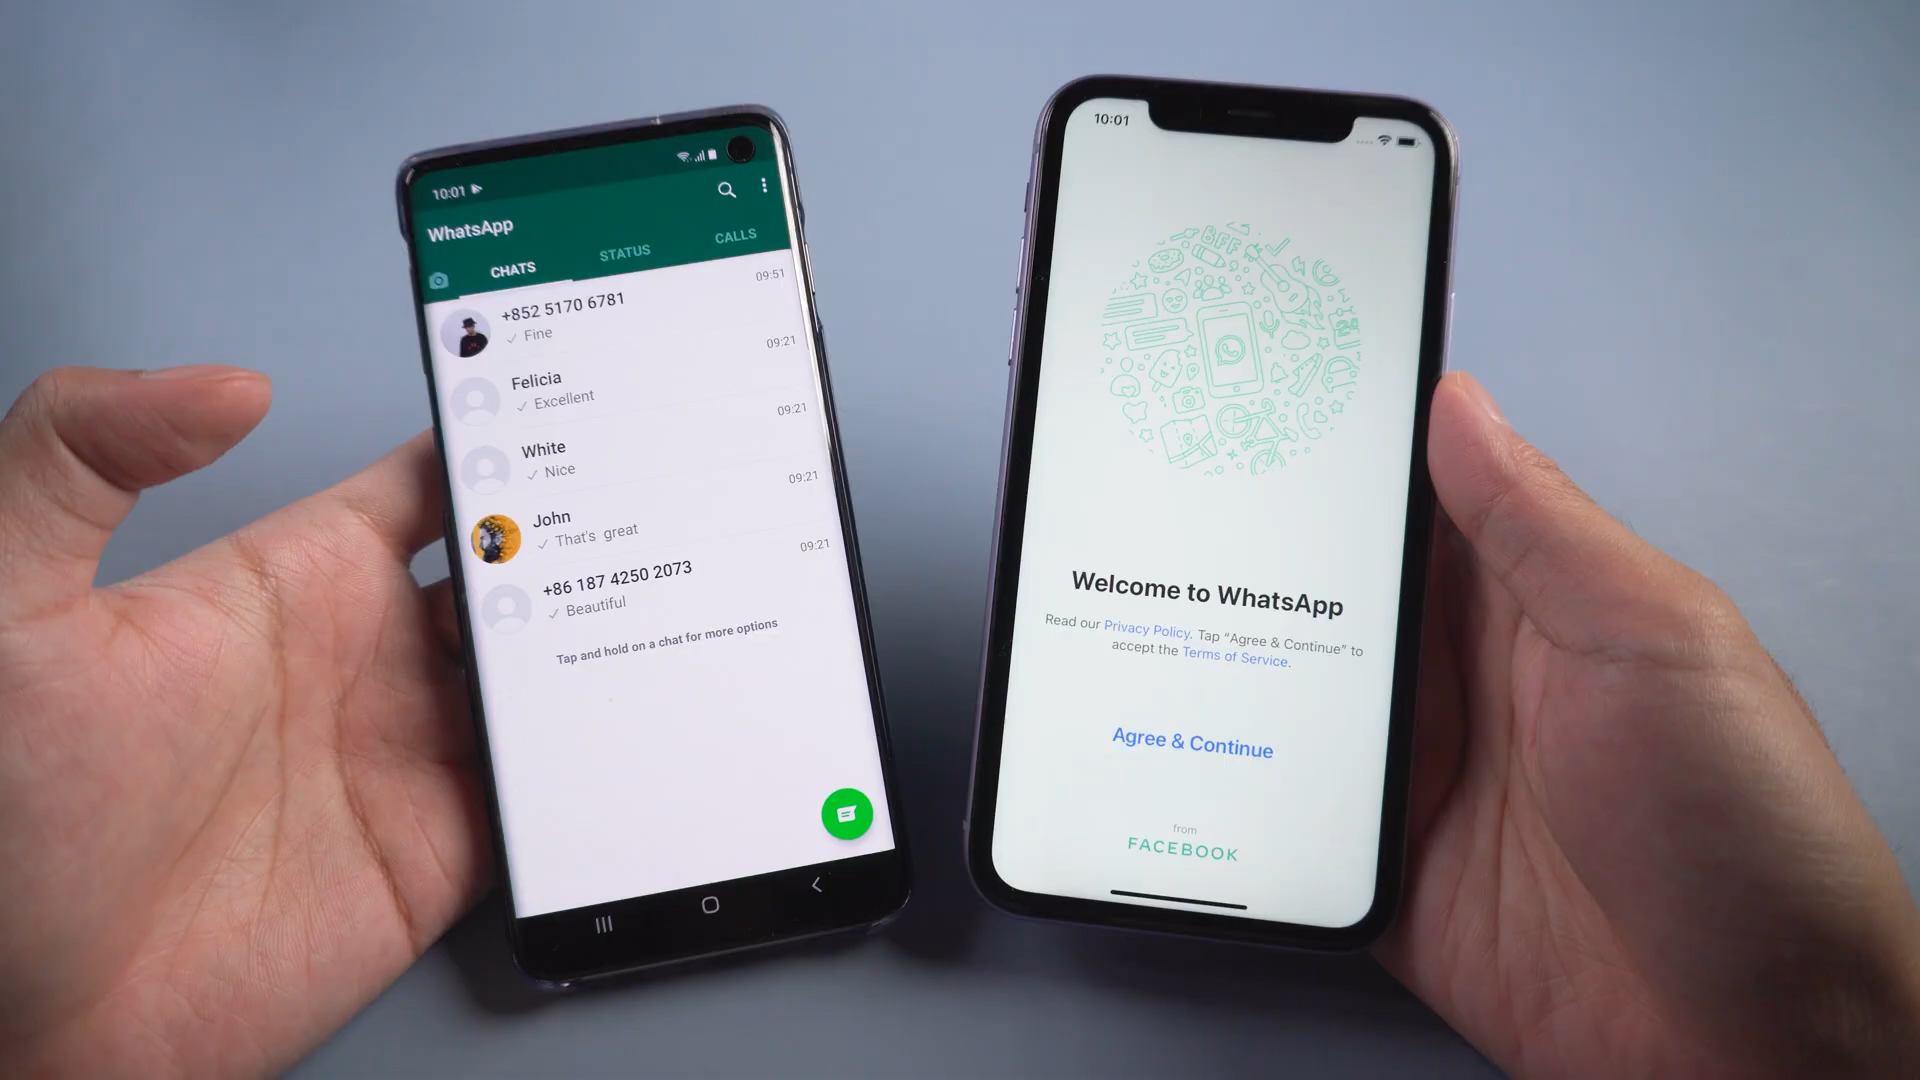 10:01
WhatsApp
CHATS
STATUS
CALLS
+852 5170 6781
09:51
Fine
Felicia
09:21
Excellent
White
09:21
Nice
John
09:21
That's great
+86 187 4250 2073
09:21
Beautiful
Tap and hold on a chat for more options
10:01
BFF
24
Welcome to WhatsApp
Read our Privacy Policy. Tap “Agree & Continue” to
accept the Terms of Service.
Agree & Continue
from
FACEBOOK